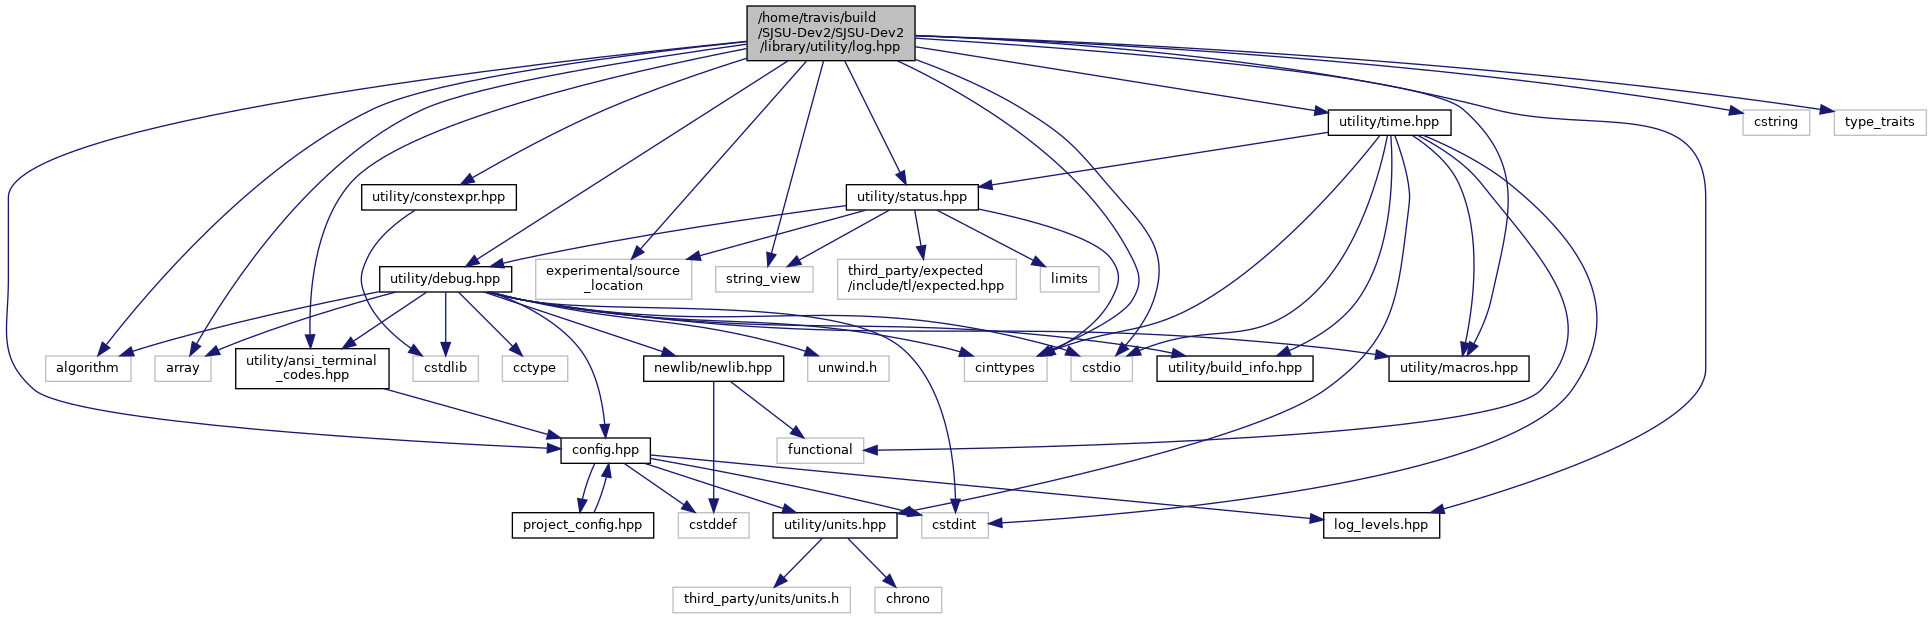 /home/travis/build
/SJSU-Dev2/SJSU-Dev2
/library/utility/log.hpp
utility/time.hpp
cstring
type_traits
utility/constexpr.hpp
utility/status.hpp
utility/debug.hpp
experimental/source
_location
string_view
third_party/expected
/include/tl/expected.hpp
limits
algorithm
array
utility/ansi_terminal
_codes.hpp
cstdlib
cctype
newlib/newlib.hpp
unwind.h
cinttypes
cstdio
utility/build_info.hpp
utility/macros.hpp
config.hpp
functional
project_config.hpp
cstddef
utility/units.hpp
cstdint
log_levels.hpp
third_party/units/units.h
chrono